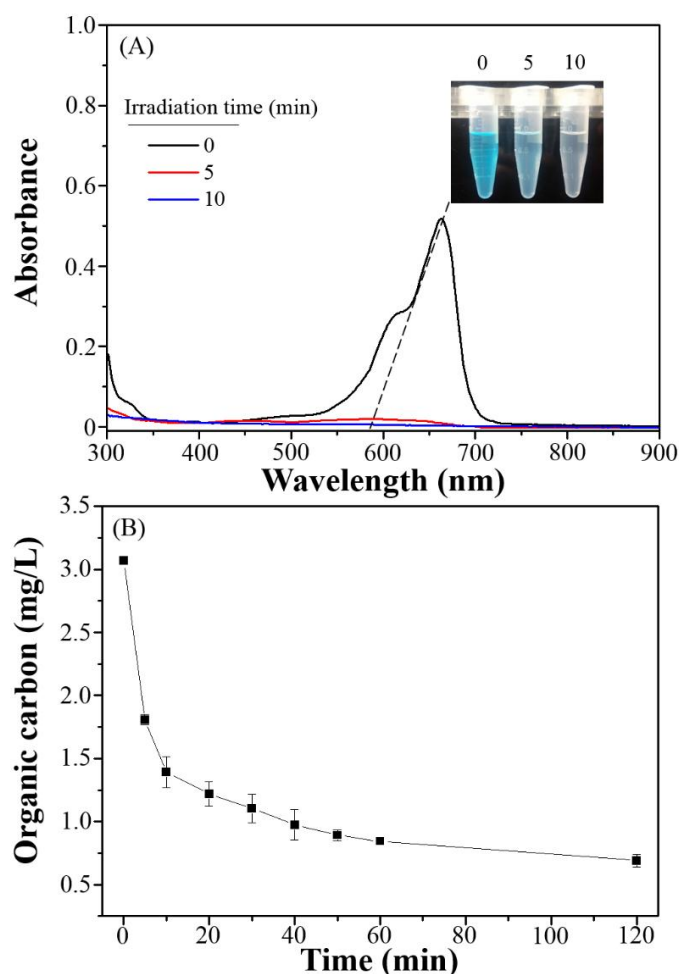 (A)
0 5 10
Irradiation time (min)
0
5
10
Absorbance
1.0
0.8
0.6
0.4
0.2
0
300 400 500 600 700 800 900
Wavelength (nm)
(B)
Organic carbon (mg/L)
3.5
3.0
2.5
2.0
1.5
1.0
0.5
0 20 40 60 80 100 120
Time (min)